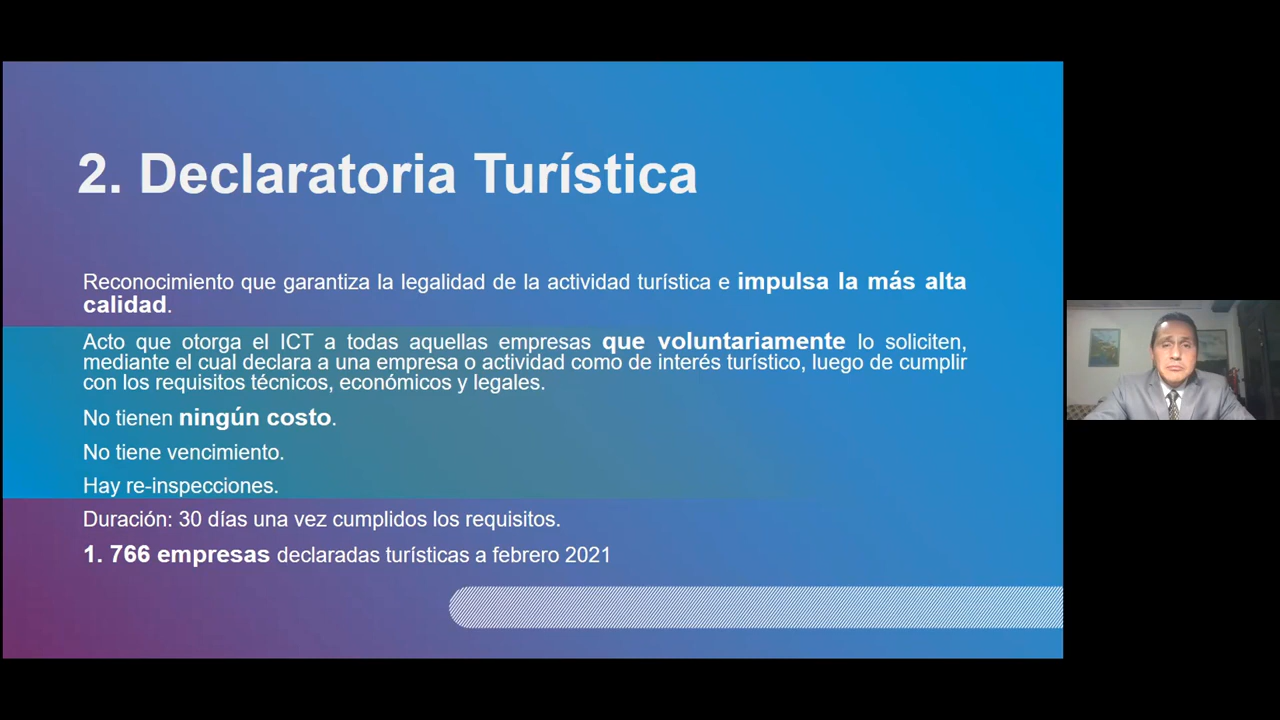 2. Declaratoria Turística
Reconocimiento que garantiza la legalidad de la actividad turística e impulsa la más alta
calidad.
Acto que otorga el ICT a todas aquellas empresas que voluntariamente lo soliciten,
mediante el cual declara a una empresa o actividad como de interés turístico, luego de cumplir
con los requisitos técnicos, económicos y legales.
No tienen ningún costo.
No tiene vencimiento.
Hay re-inspecciones.
Duración: 30 días una vez cumplidos los requisitos.
1. 766 empresas declaradas turísticas a febrero 2021